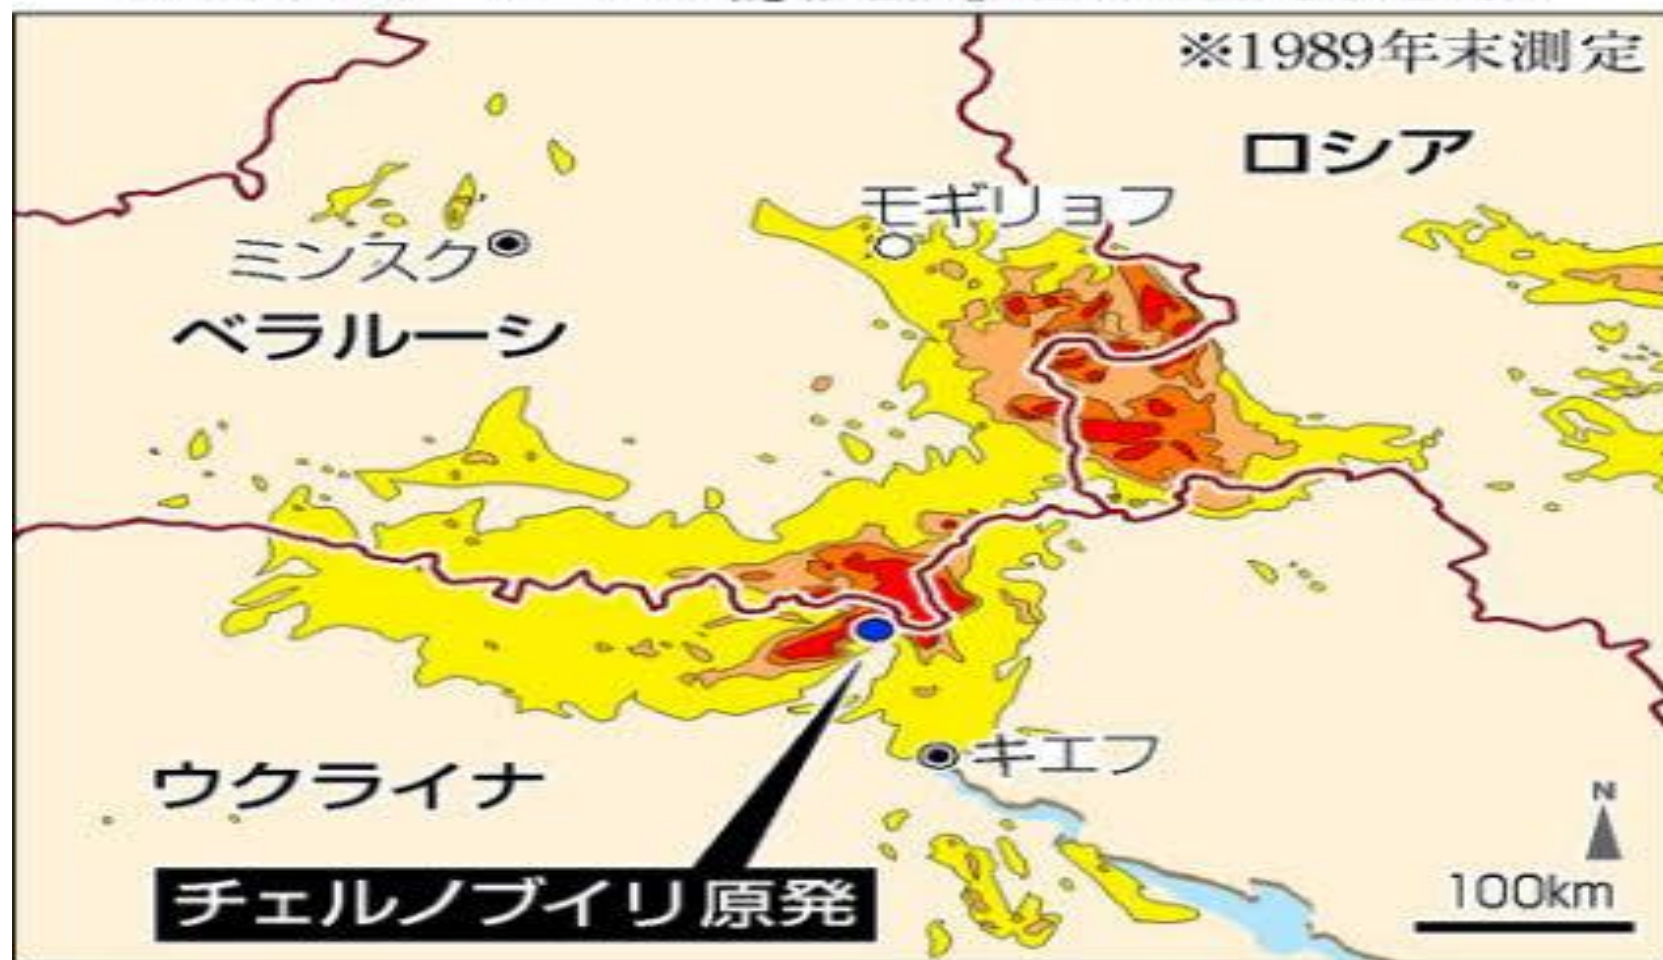 ※1989年末測定
ロシア
モギリョフ
ミンスク
ベラルーシ
キエフ
ウクライナ
N
チェルノブイリ原発
100km